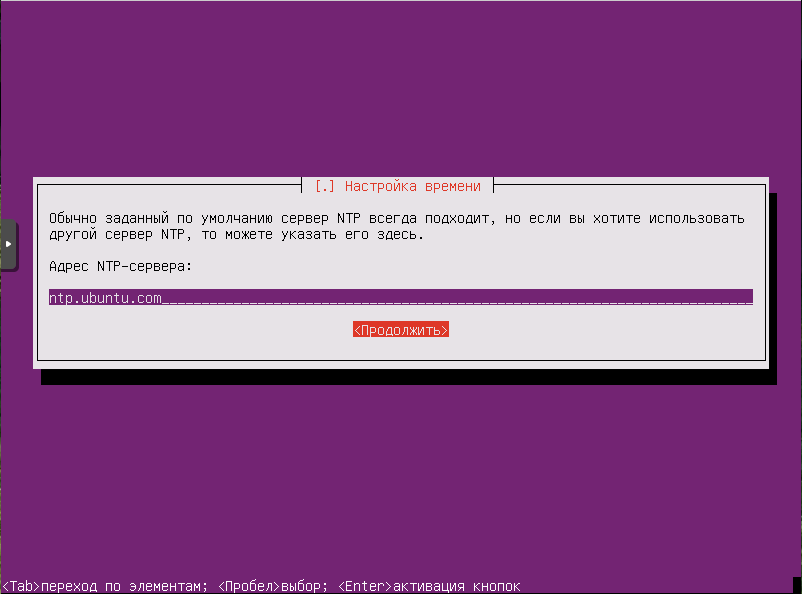 [.] Настройка времени
Обычно заданный по умолчанию сервер NTP всегда подходит, но если вы хотите использовать
другой сервер NTP, то можете указать его здесь.
Адрес NTP-сервера:
ntp.ubuntu.com
<Продолжить>
<Tab>переход по элементам; <Пробел>выбор; <Enter>активация кнопок